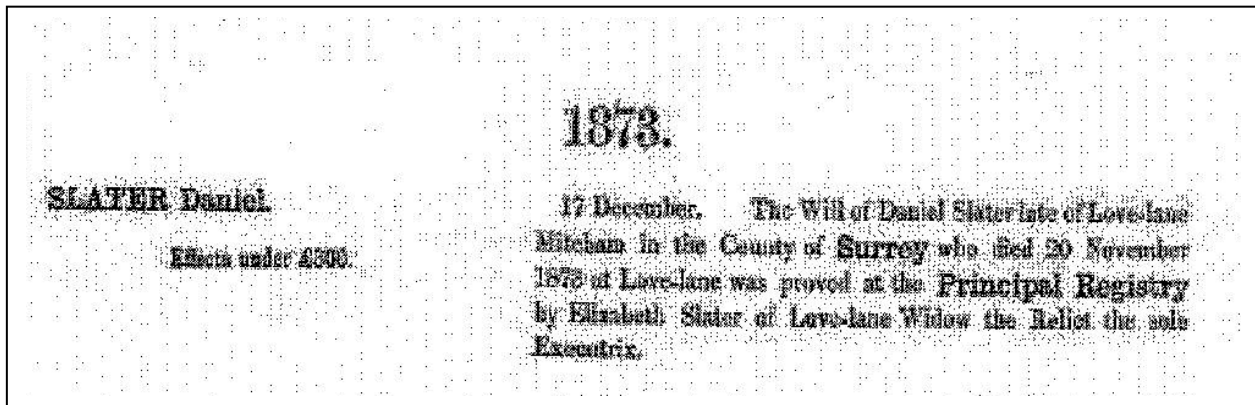 1873.
SLATER Daniel.
Effects under £300.
17 December. The Will of Daniel Slater late of Love-lane
Mitcham in the County of Surrey who died 20 November
1873 at Love-lane was proved at the Principal Registry
by Elizabeth Slater of Love-lane Widow the Relict the sole
Executrix.